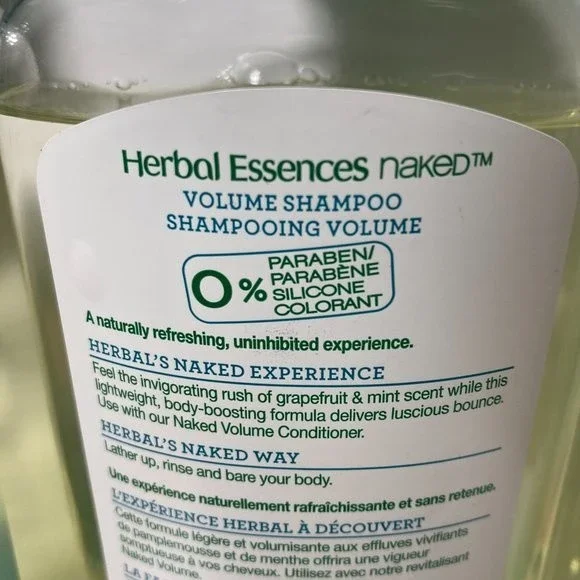 Herbal Essences naked™
VOLUME SHAMPOO
SHAMPOOING VOLUME
0%
PARABEN/
PARABÈNE
SILICONE
COLORANT
A naturally refreshing, uninhibited experience.
HERBAL'S NAKED EXPERIENCE
Feel the invigorating rush of grapefruit & mint scent while this
lightweight, body-boosting formula delivers luscious bounce.
Use with our Naked Volume Conditioner.
HERBAL'S NAKED WAY
Lather up, rinse and bare your body.
Une expérience naturellement rafraîchissante et sans retenue.
L'EXPÉRIENCE HERBAL À DÉCOUVERT
Cette formule légère et volumisante aux effluves vivifiants
de pamplemousse et de menthe offrira une vigueur
somptueuse à vos cheveux. Utilisez avec notre revitalisant
Naked Volume.
LA